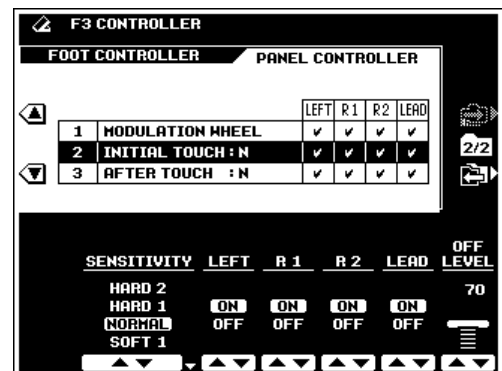 F3 CONTROLLER
FOOT CONTROLLER PANEL CONTROLLER
LEFT R1 R2 LEAD
1 MODULATION WHEEL
2 INITIAL TOUCH : N
3 AFTER TOUCH : N
2/2
SENSITIVITY LEFT R 1 R 2 LEAD OFF LEVEL
HARD 2 70
HARD 1 ON ON ON ON
NORMAL OFF OFF OFF OFF
SOFT 1